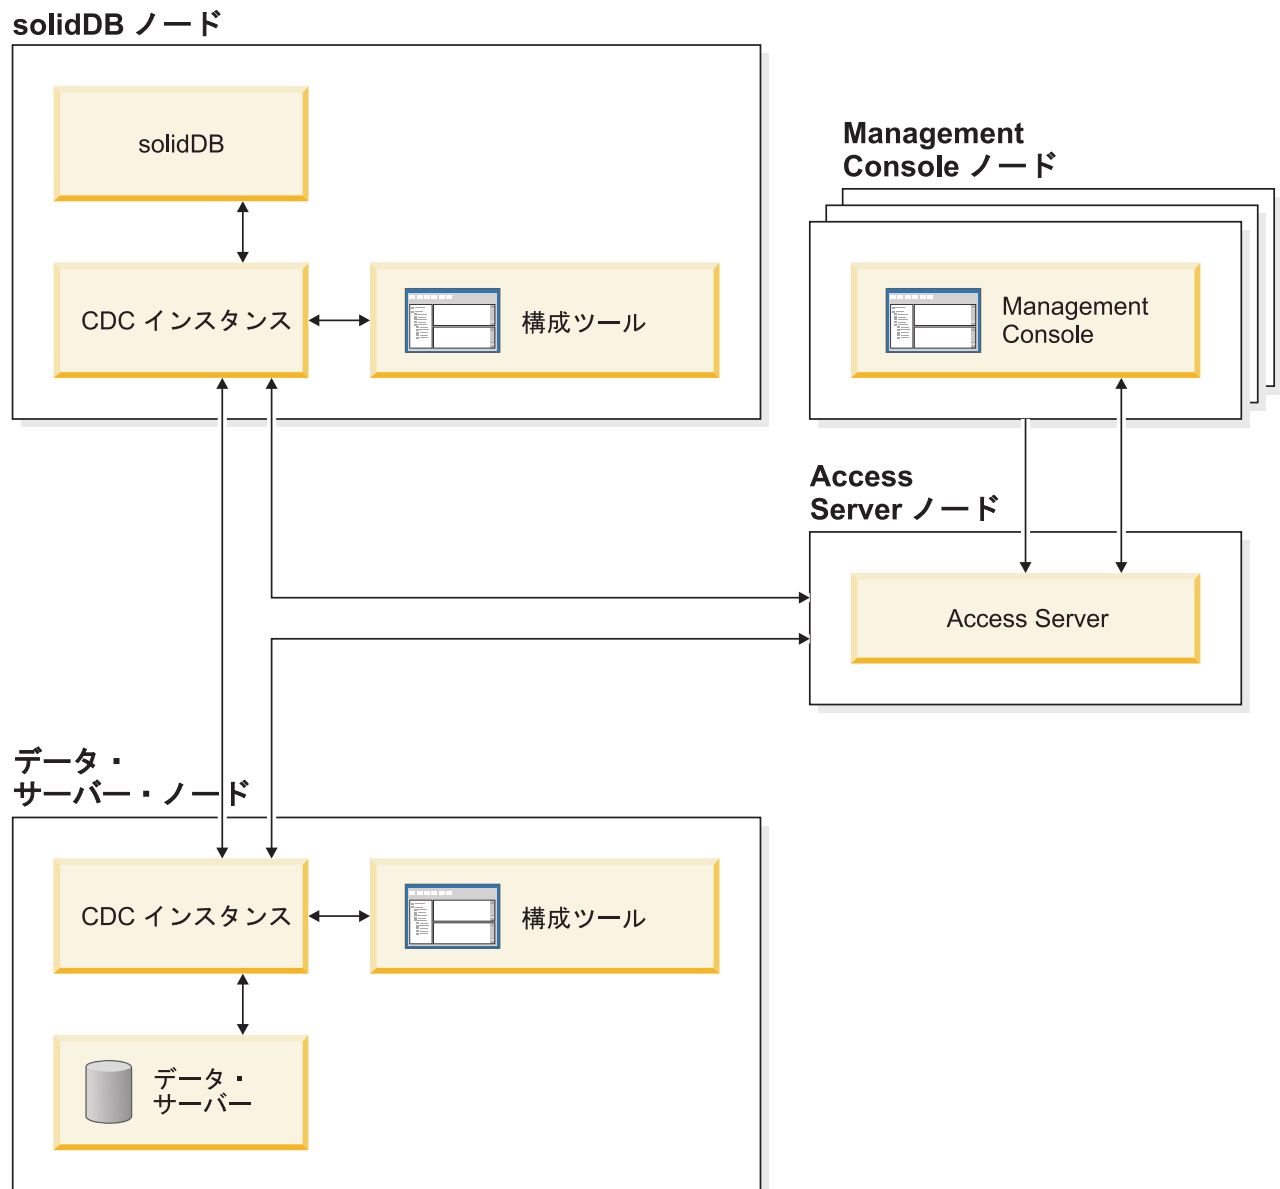 solidDB ノード
solidDB
CDC インスタンス
構成ツール
Management
Console ノード
Management
Console
Access
Server ノード
Access Server
データ・
サーバー・ノード
CDC インスタンス
構成ツール
データ・
サーバー